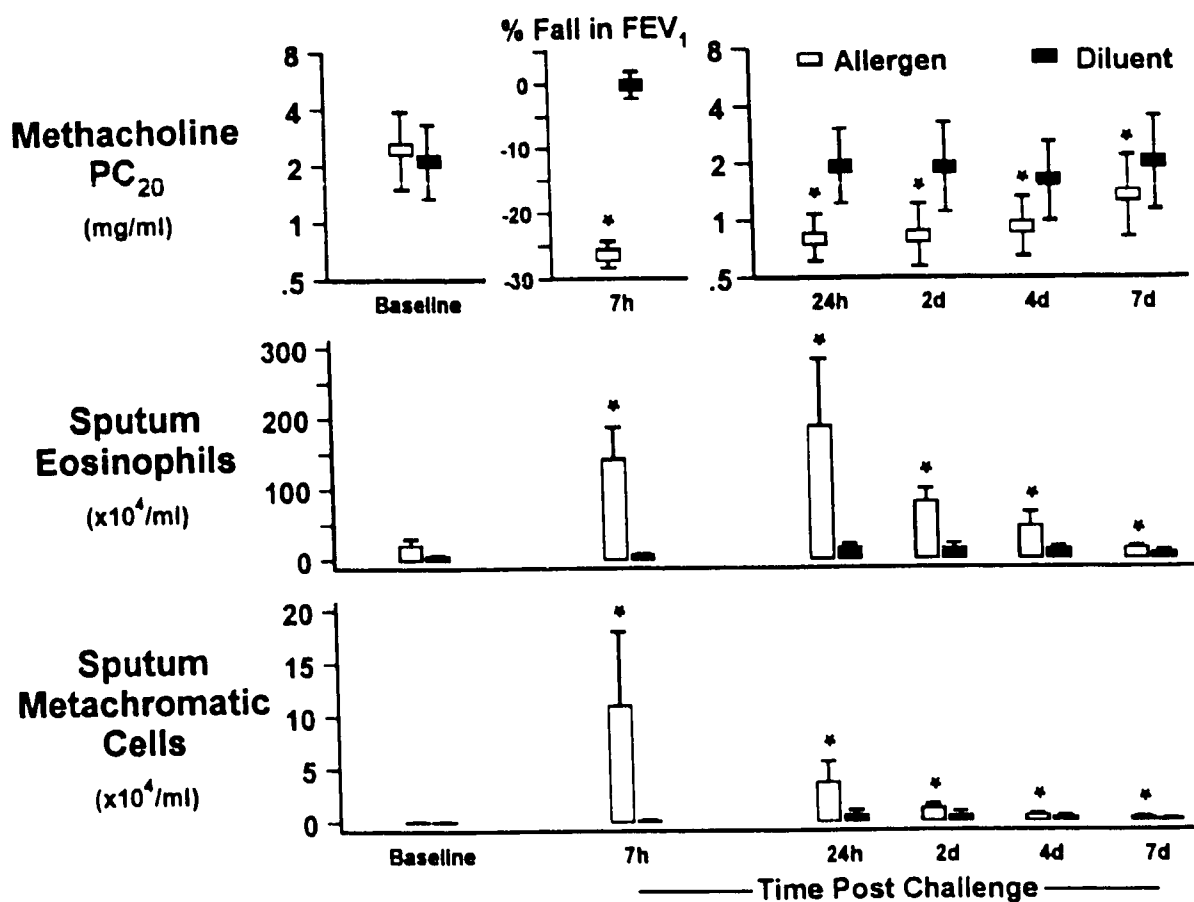 % Fall in FEV1
Methacholine
PC20
(mg/ml)
8
4
2
1
.5
Baseline
0
-10
-20
-30
7h
Allergen
Diluent
8
4
2
1
.5
*
*
*
*
*
24h
2d
4d
7d
Sputum
Eosinophils
(x10^4/ml)
300
200
100
0
*
*
*
*
*
Sputum
Metachromatic
Cells
(x10^4/ml)
20
15
10
5
0
*
*
*
*
*
Baseline
7h
24h
2d
4d
7d
Time Post Challenge